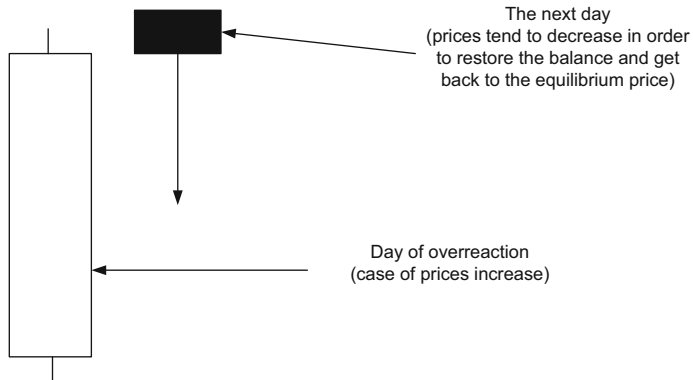 The next day
(prices tend to decrease in order
to restore the balance and get
back to the equilibrium price)
Day of overreaction
(case of prices increase)